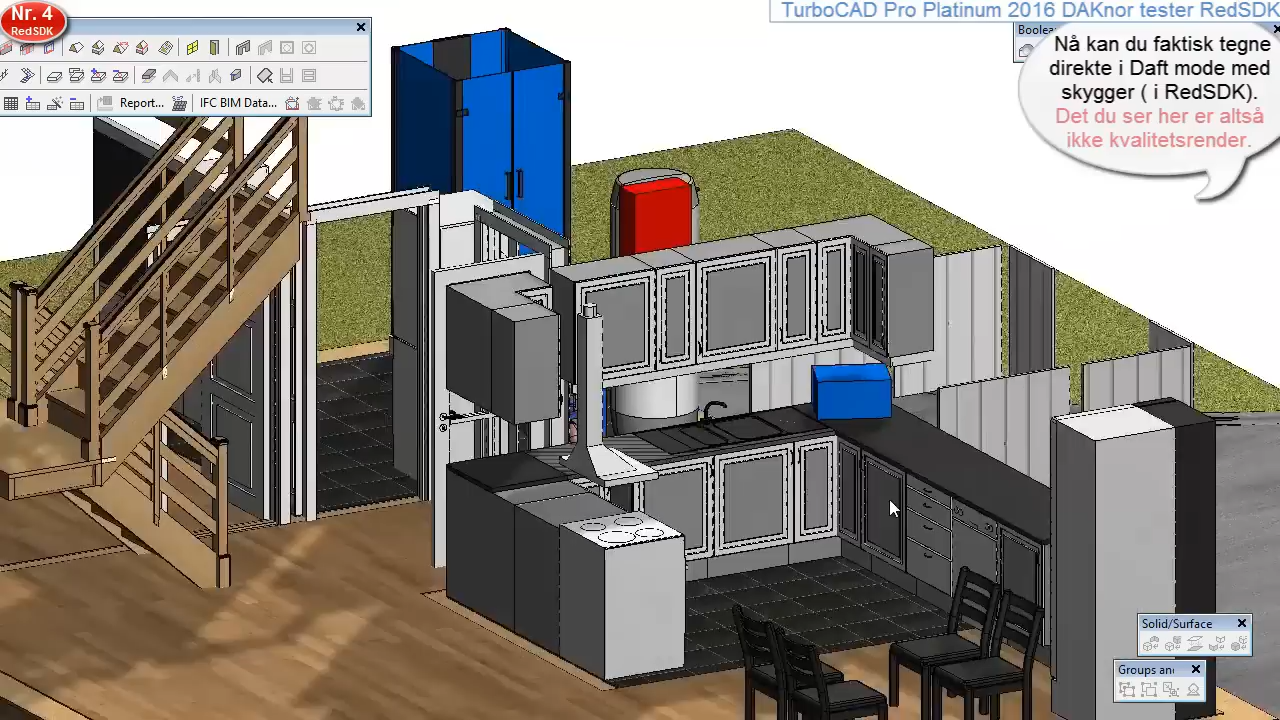 Nr. 4
RedSDK
TurboCAD Pro Platinum 2016 DAKnor tester RedSDK
Boolea
Nå kan du faktisk tegne
direkte i Daft mode med
skygger ( i RedSDK).
Det du ser her er altså
ikke kvalitetsrender.
Report...
IFC BIM Data...
Solid/Surface
Groups an